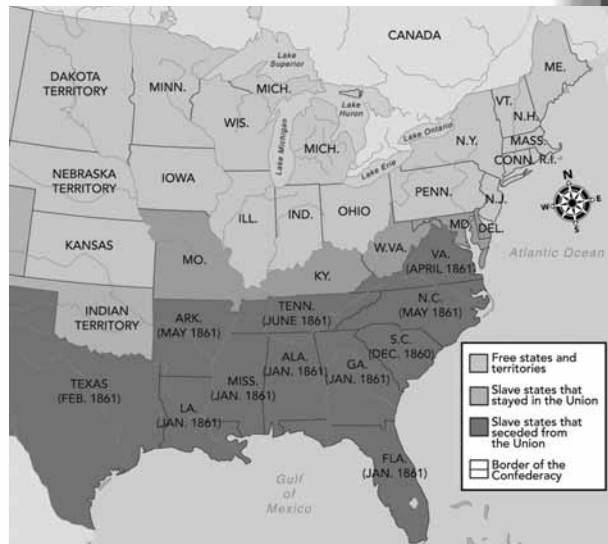 CANADA
Lake
Superior
DAKOTA
TERRITORY
MINN.
MICH.
ME.
VT.
N.H.
Lake
Huron
WIS.
Lake Michigan
MICH.
Lake Ontario
N.Y.
MASS.
CONN.
R.I.
Lake Erie
NEBRASKA
TERRITORY
IOWA
PENN.
N.J.
N
W
E
S
ILL.
IND.
OHIO
MD.
DEL.
KANSAS
MO.
W.VA.
VA.
(APRIL 1861)
Atlantic Ocean
KY.
INDIAN
TERRITORY
ARK.
(MAY 1861)
TENN.
(JUNE 1861)
N.C.
(MAY 1861)
S.C.
(DEC. 1860)
TEXAS
(FEB. 1861)
MISS.
(JAN. 1861)
ALA.
(JAN. 1861)
GA.
(JAN. 1861)
LA.
(JAN. 1861)
FLA.
(JAN. 1861)
Gulf
of
Mexico
Free states and
territories
Slave states that
stayed in the Union
Slave states that
seceded from
the Union
Border of the
Confederacy